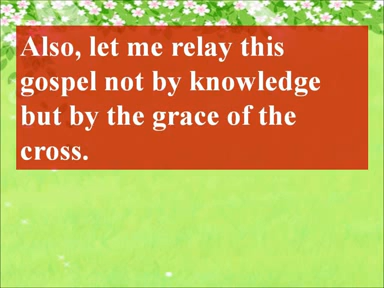 Also, let me relay this
gospel not by knowledge
but by the grace of the
cross.